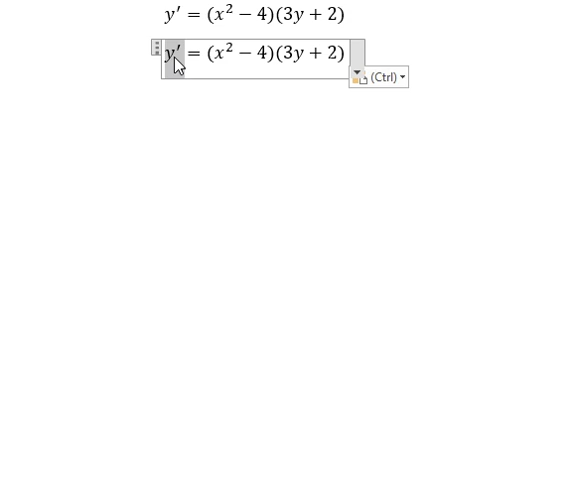 y′ = (x² − 4)(3y + 2)
y′ = (x² − 4)(3y + 2)
(Ctrl)